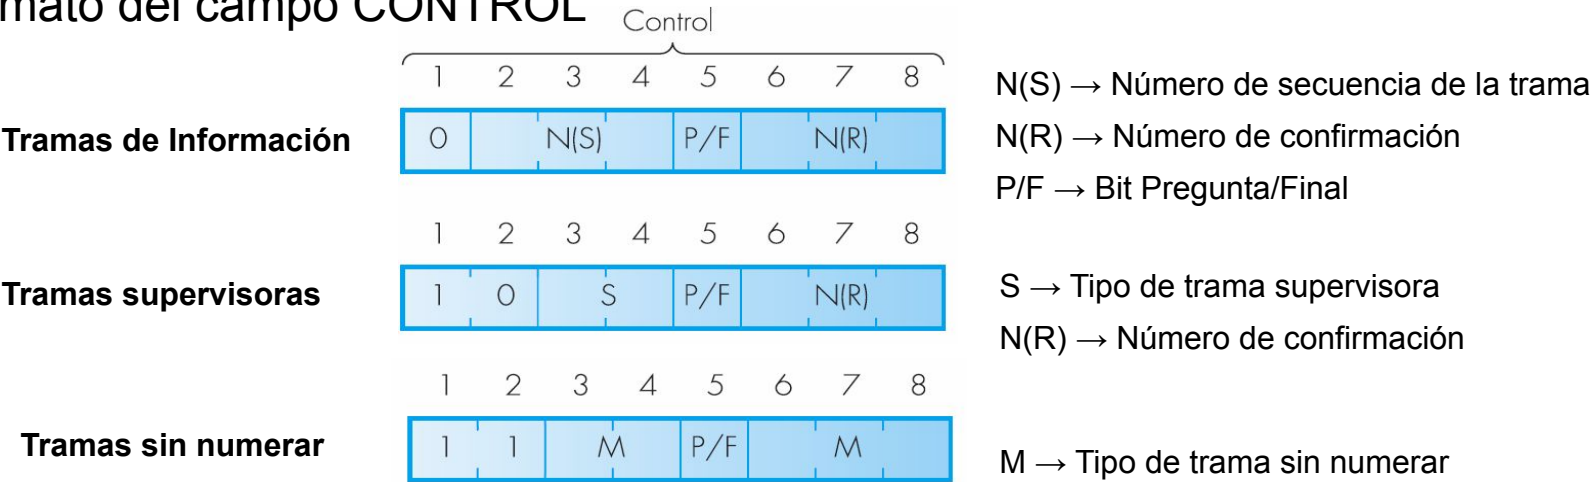 mato del campo CONTROL
Control
1 2 3 4 5 6 7 8
Tramas de Información
0 N(S) P/F N(R)
N(S) → Número de secuencia de la trama
N(R) → Número de confirmación
P/F → Bit Pregunta/Final
1 2 3 4 5 6 7 8
Tramas supervisoras
1 0 S P/F N(R)
S → Tipo de trama supervisora
N(R) → Número de confirmación
1 2 3 4 5 6 7 8
Tramas sin numerar
1 1 M P/F M
M → Tipo de trama sin numerar